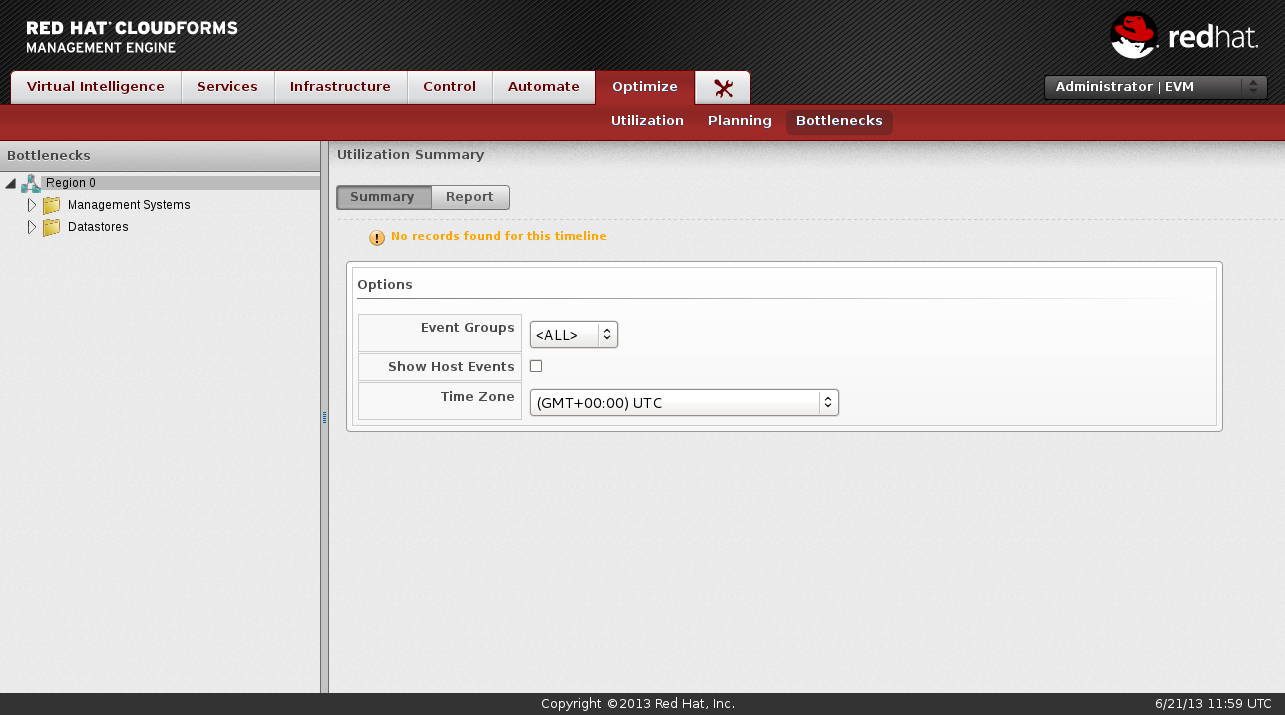 RED HAT CLOUDFORMS
MANAGEMENT ENGINE
redhat.
Virtual Intelligence Services Infrastructure Control Automate Optimize
Administrator | EVM
Utilization Planning Bottlenecks
Bottlenecks
Region 0
Management Systems
Datastores
Utilization Summary
Summary Report
No records found for this timeline
Options
Event Groups <ALL>
Show Host Events
Time Zone (GMT+00:00) UTC
Copyright ©2013 Red Hat, Inc.
6/21/13 11:59 UTC